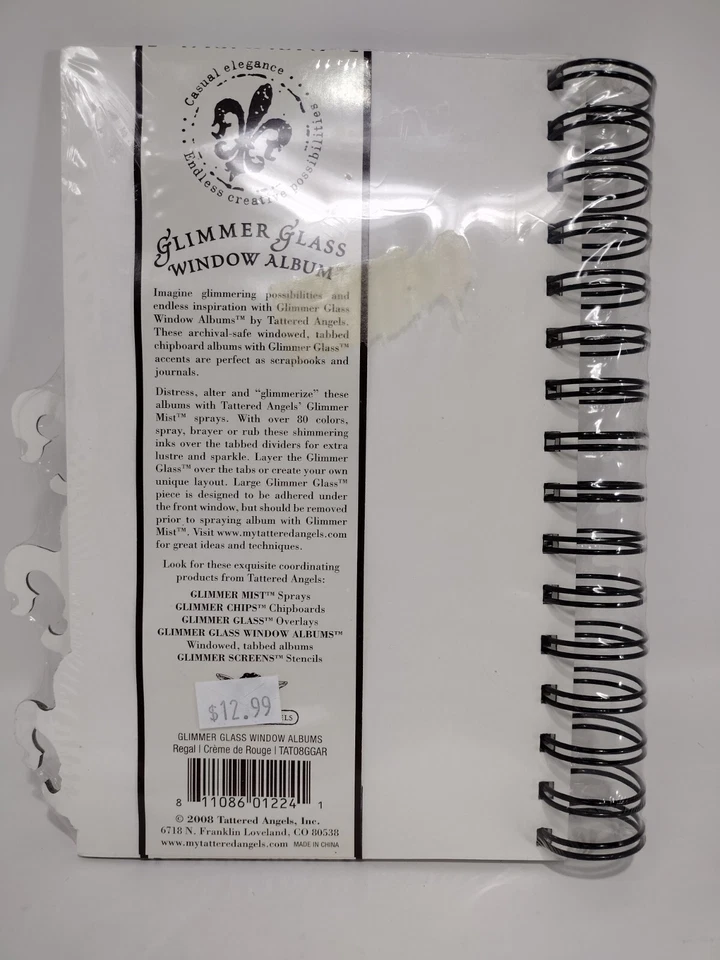 Casual elegance
Endless creative possibilities
GLIMMER GLASS
WINDOW ALBUM™
Imagine glimmering possibilities and
endless inspiration with Glimmer Glass
Window Albums™ by Tattered Angels.
These archival-safe windowed, tabbed
chipboard albums with Glimmer Glass™
accents are perfect as scrapbooks and
journals.
Distress, alter and “glimmerize” these
albums with Tattered Angels’ Glimmer
Mist™ sprays. With over 80 colors,
spray, brayer or rub these shimmering
inks over the tabbed dividers for extra
lustre and sparkle. Layer the Glimmer
Glass™ over the tabs or create your own
unique layout. Large Glimmer Glass™
piece is designed to be adhered under
the front window, but should be removed
prior to spraying album with Glimmer
Mist™. Visit www.mytatteredangels.com
for great ideas and techniques.
Look for these exquisite coordinating
products from Tattered Angels:
GLIMMER MIST™ Sprays
GLIMMER CHIPS™ Chipboards
GLIMMER GLASS™ Overlays
GLIMMER GLASS WINDOW ALBUMS™
Windowed, tabbed albums
GLIMMER SCREENS™ Stencils
$12.99
LS
GLIMMER GLASS WINDOW ALBUMS
Regal | Crème de Rouge | TAT08GGAR
8 11086 01224 1
© 2008 Tattered Angels, Inc.
6718 N. Franklin Loveland, CO 80538
www.mytatteredangels.com MADE IN CHINA